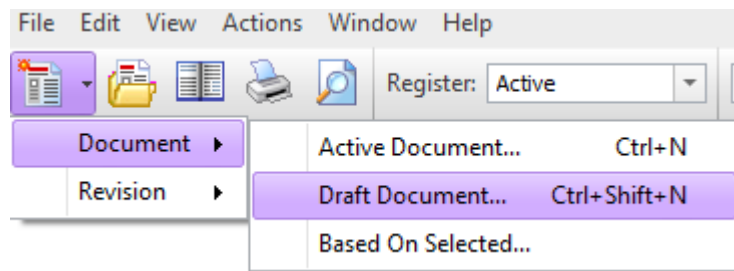 File Edit View Actions Window Help
Register: Active
Document
Active Document... Ctrl+N
Revision
Draft Document... Ctrl+Shift+N
Based On Selected...